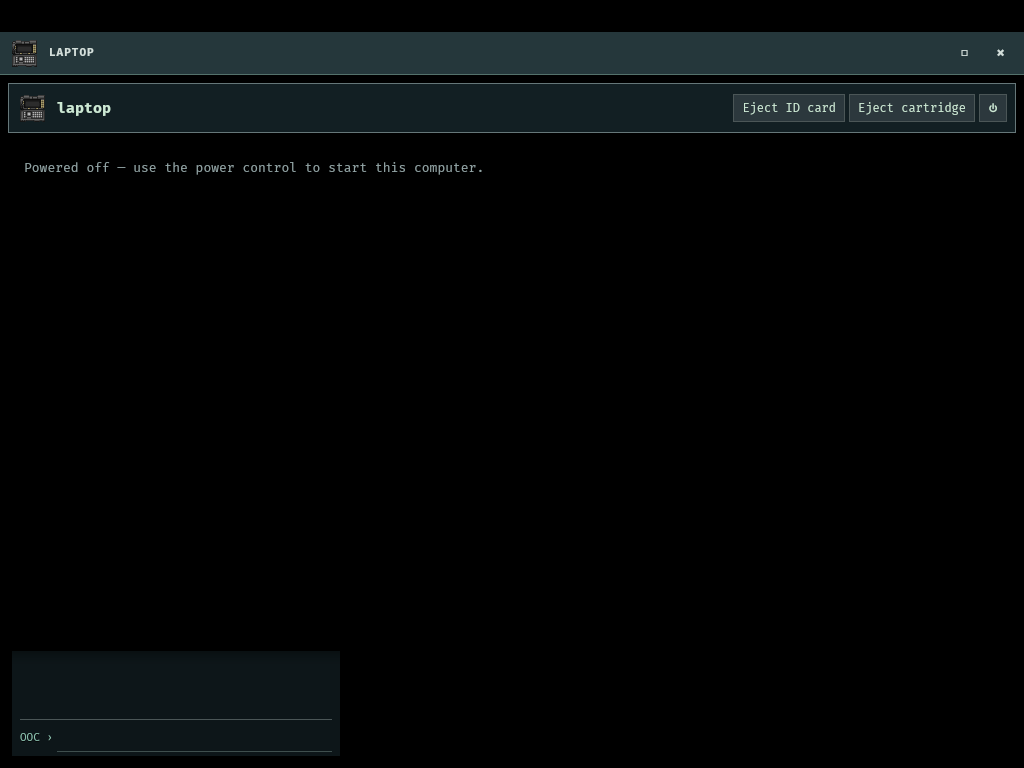 LAPTOP
laptop
Eject ID card
Eject cartridge
Powered off — use the power control to start this computer.
OOC ›